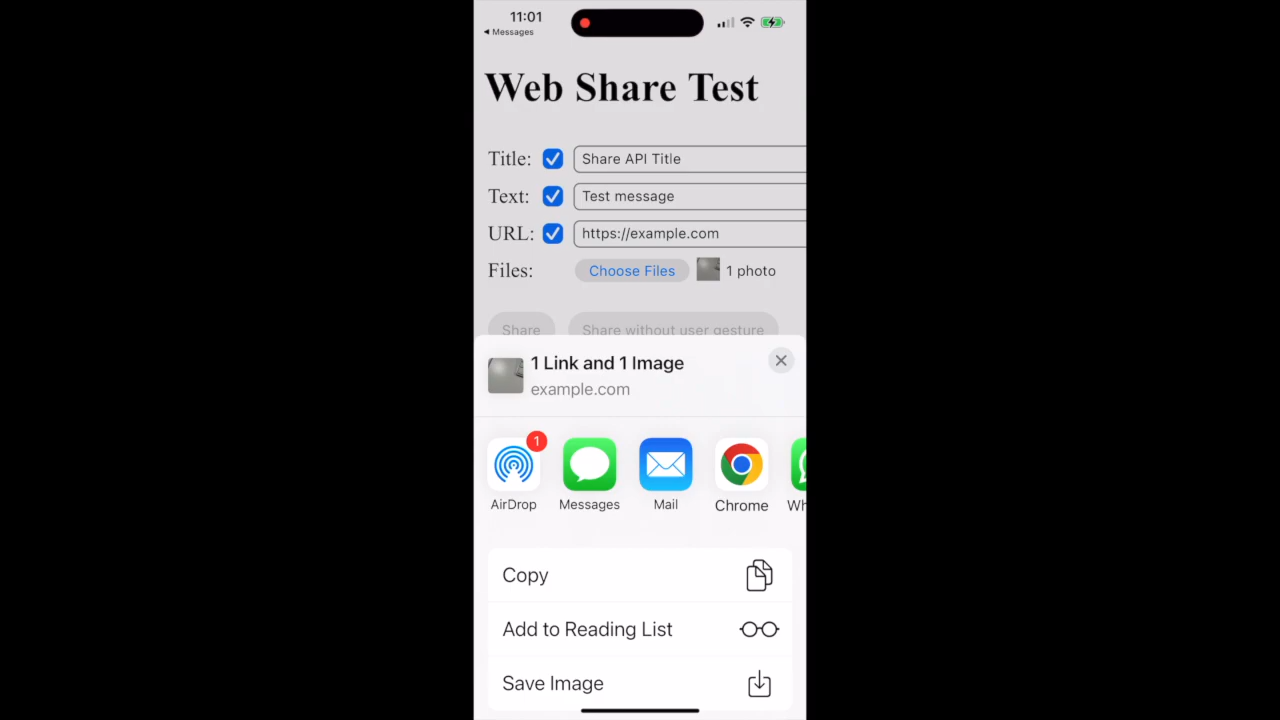 11:01
◀ Messages
Web Share Test
Title: Share API Title
Text: Test message
URL: https://example.com
Files: Choose Files 1 photo
Share Share without user gesture
1 Link and 1 Image
example.com
1
AirDrop Messages Mail Chrome Wh
Copy
Add to Reading List
Save Image